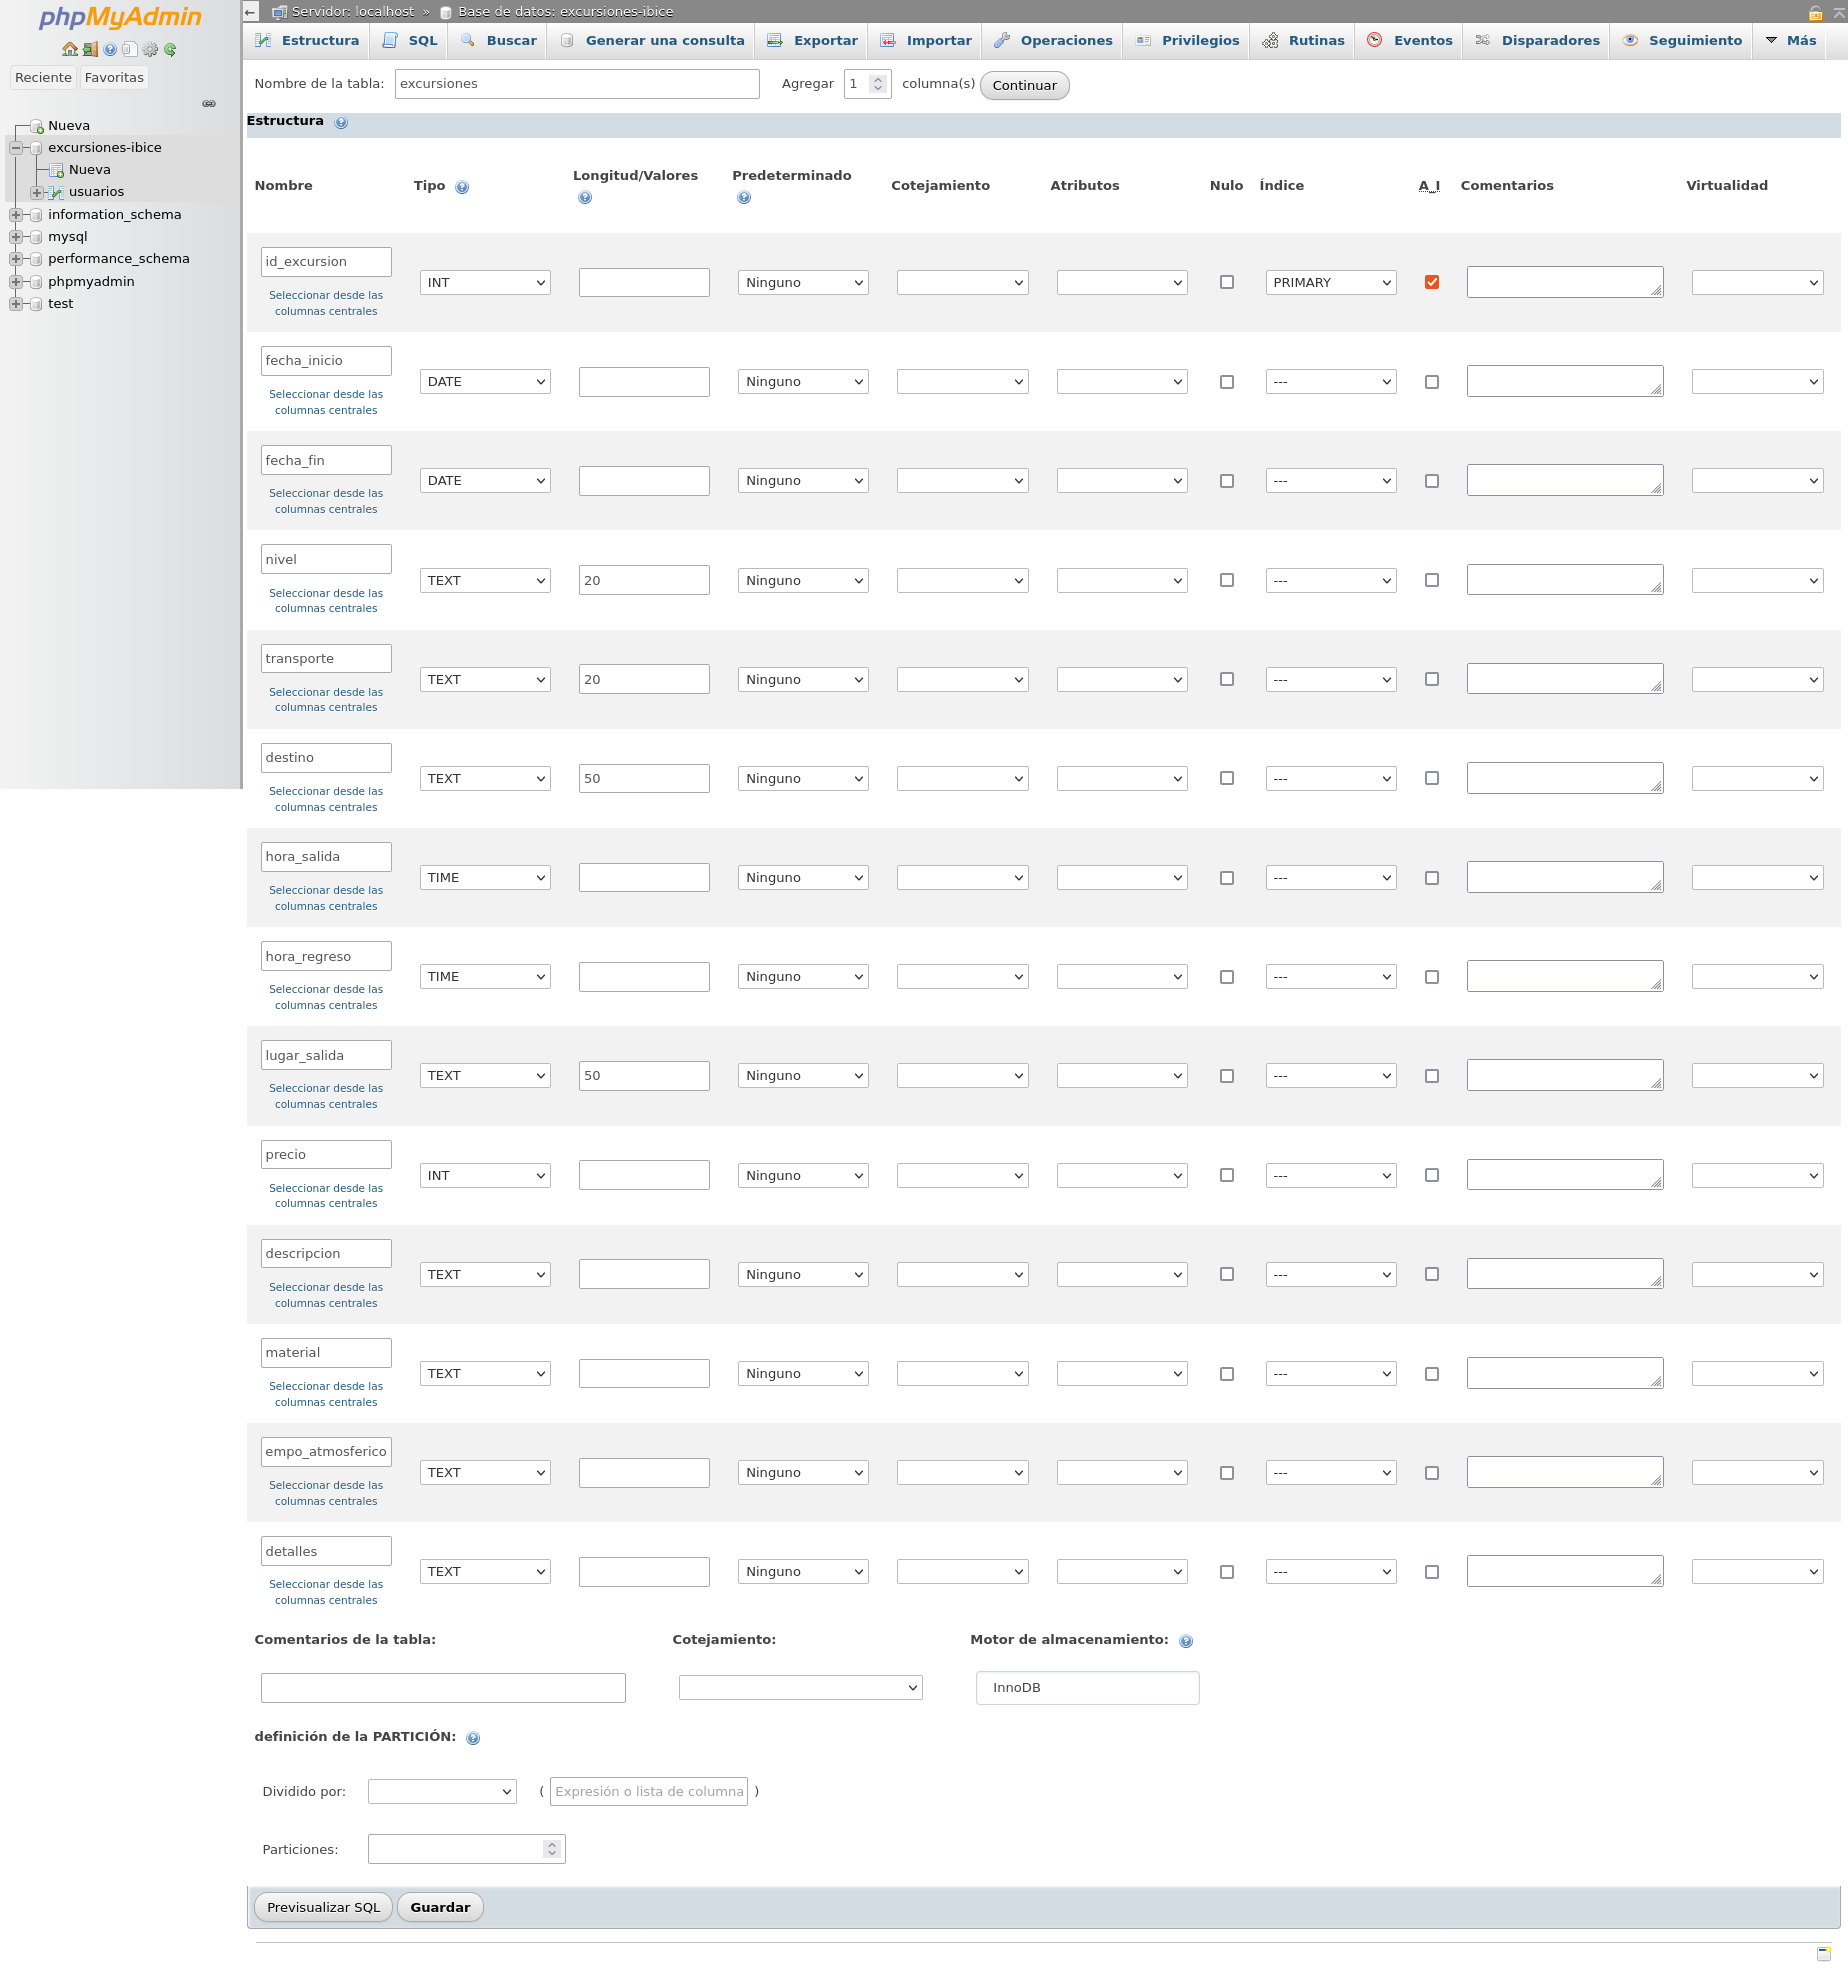 phpMyAdmin
Reciente Favoritas
Nueva
excursiones-ibice
Nueva
usuarios
information_schema
mysql
performance_schema
phpmyadmin
test
Servidor: localhost » Base de datos: excursiones-ibice
Estructura SQL Buscar Generar una consulta Exportar Importar Operaciones Privilegios Rutinas Eventos Disparadores Seguimiento Más
Nombre de la tabla: excursiones Agregar 1 columna(s) Continuar
Estructura
Nombre Tipo Longitud/Valores Predeterminado Cotejamiento Atributos Nulo Índice A_I Comentarios Virtualidad
id_excursion
INT Ninguno PRIMARY
Seleccionar desde las
columnas centrales
fecha_inicio
DATE Ninguno ---
Seleccionar desde las
columnas centrales
fecha_fin
DATE Ninguno ---
Seleccionar desde las
columnas centrales
nivel
TEXT 20 Ninguno ---
Seleccionar desde las
columnas centrales
transporte
TEXT 20 Ninguno ---
Seleccionar desde las
columnas centrales
destino
TEXT 50 Ninguno ---
Seleccionar desde las
columnas centrales
hora_salida
TIME Ninguno ---
Seleccionar desde las
columnas centrales
hora_regreso
TIME Ninguno ---
Seleccionar desde las
columnas centrales
lugar_salida
TEXT 50 Ninguno ---
Seleccionar desde las
columnas centrales
precio
INT Ninguno ---
Seleccionar desde las
columnas centrales
descripcion
TEXT Ninguno ---
Seleccionar desde las
columnas centrales
material
TEXT Ninguno ---
Seleccionar desde las
columnas centrales
empo_atmosferico
TEXT Ninguno ---
Seleccionar desde las
columnas centrales
detalles
TEXT Ninguno ---
Seleccionar desde las
columnas centrales
Comentarios de la tabla: Cotejamiento: Motor de almacenamiento:
InnoDB
definición de la PARTICIÓN:
Dividido por: ( Expresión o lista de columna )
Particiones:
Previsualizar SQL Guardar